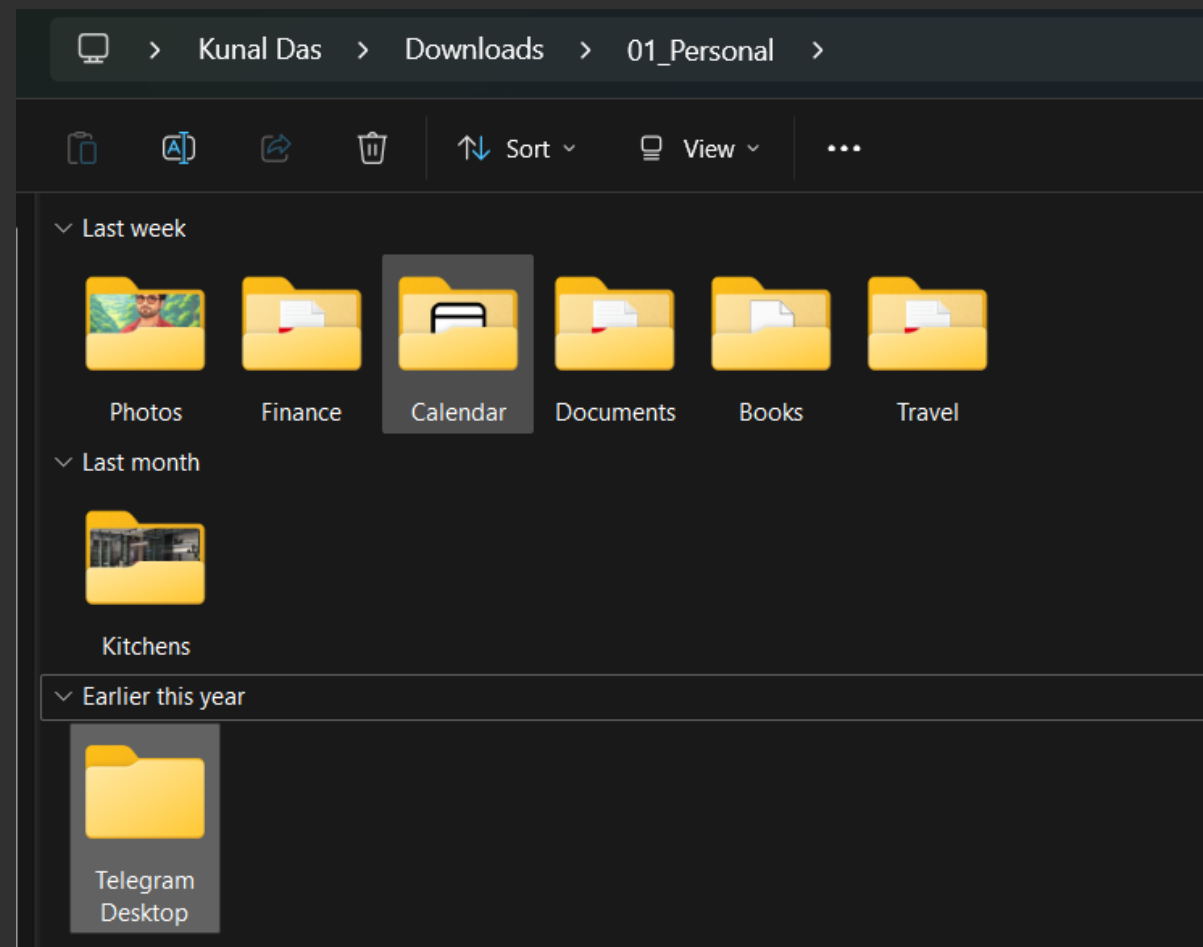 Kunal Das > Downloads > 01_Personal >
Sort View
Last week
Photos Finance Calendar Documents Books Travel
Last month
Kitchens
Earlier this year
Telegram
Desktop